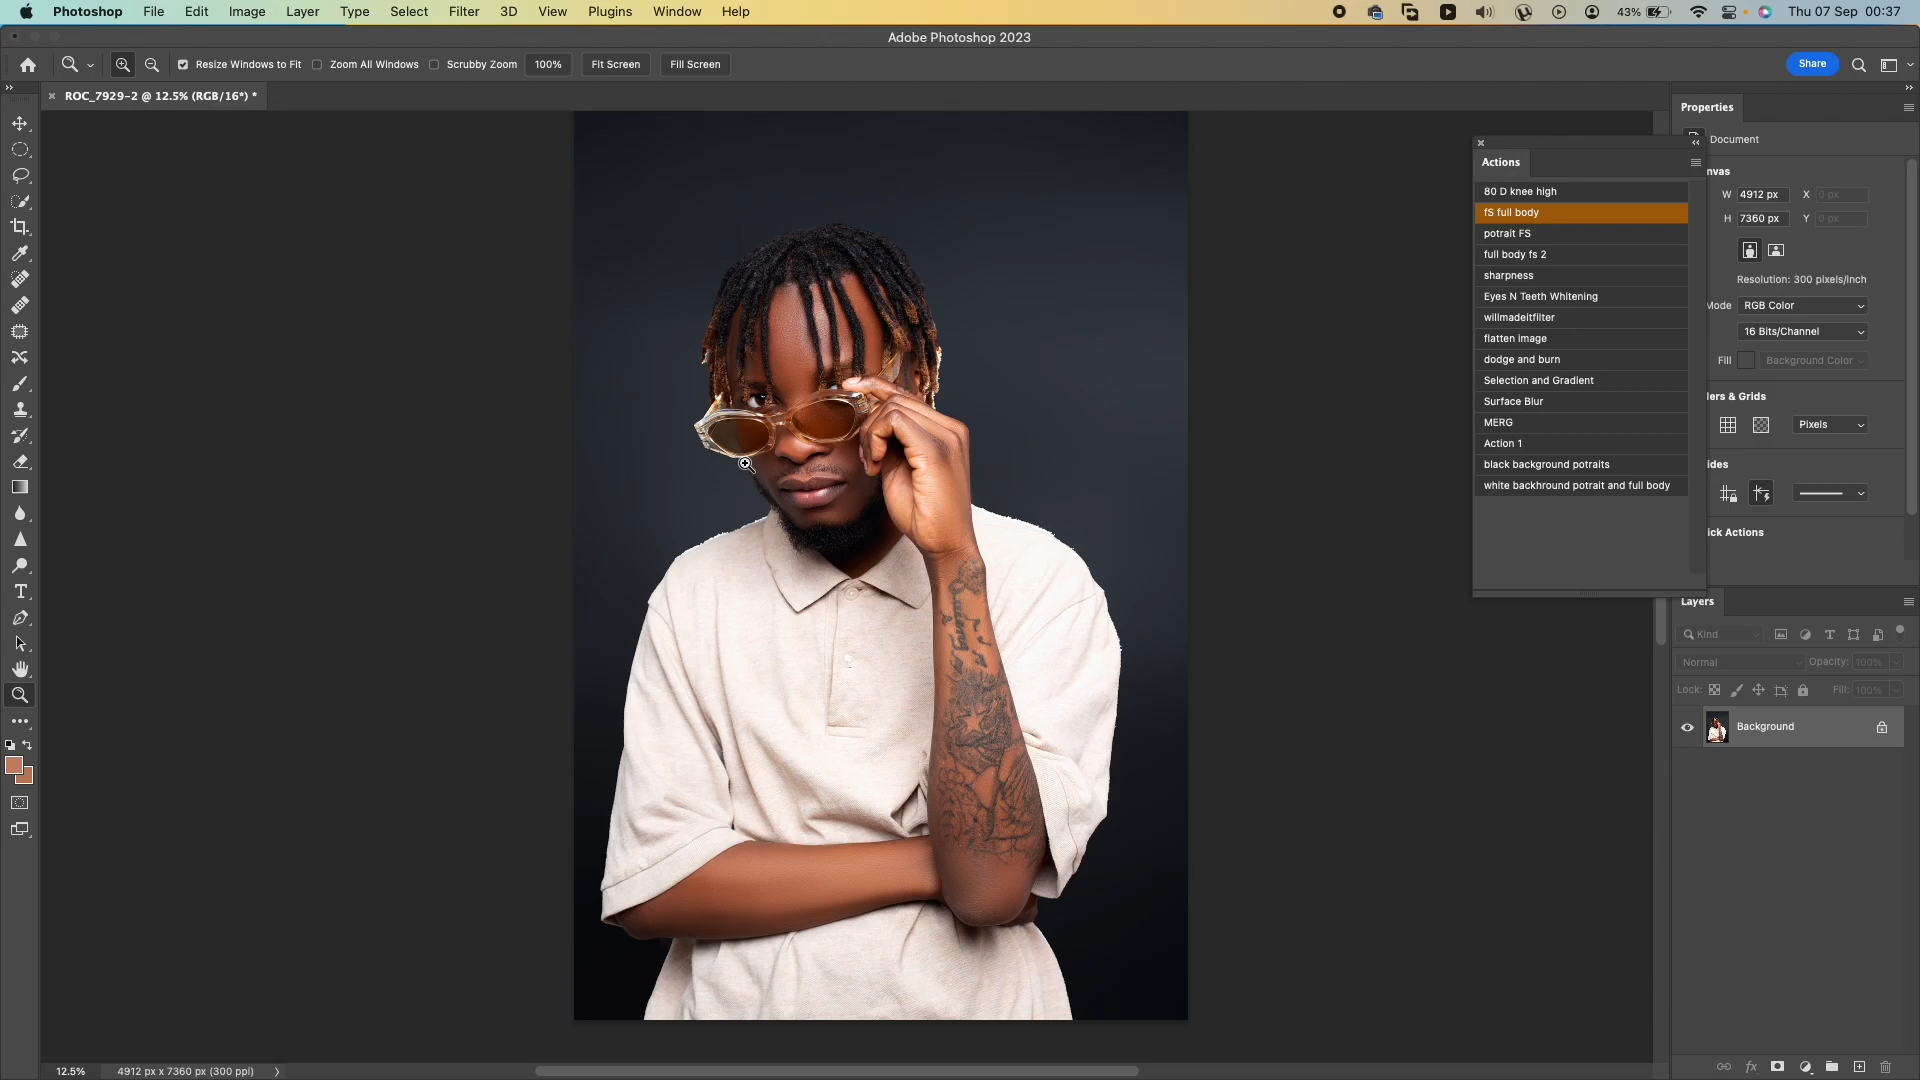 Photoshop File Edit Image Layer Type Select Filter 3D View Plugins Window Help 43% Thu 07 Sep 00:37
Adobe Photoshop 2023
Resize Windows to Fit Zoom All Windows Scrubby Zoom 100% Fit Screen Fill Screen Share
ROC_7929-2 @ 12.5% (RGB/16*) *
Actions
80 D knee high
fS full body
potrait FS
full body fs 2
sharpness
Eyes N Teeth Whitening
willmadeitfilter
flatten image
dodge and burn
Selection and Gradient
Surface Blur
MERG
Action 1
black background potraits
white backhround potrait and full body
Properties
Document
nvas
W 4912 px X 0 px
H 7360 px Y 0 px
Resolution: 300 pixels/inch
Mode RGB Color
16 Bits/Channel
Fill Background Color
lers & Grids
Pixels
ides
ick Actions
Layers
Kind
Normal Opacity: 100%
Lock: Fill: 100%
Background
12.5% 4912 px x 7360 px (300 ppi)